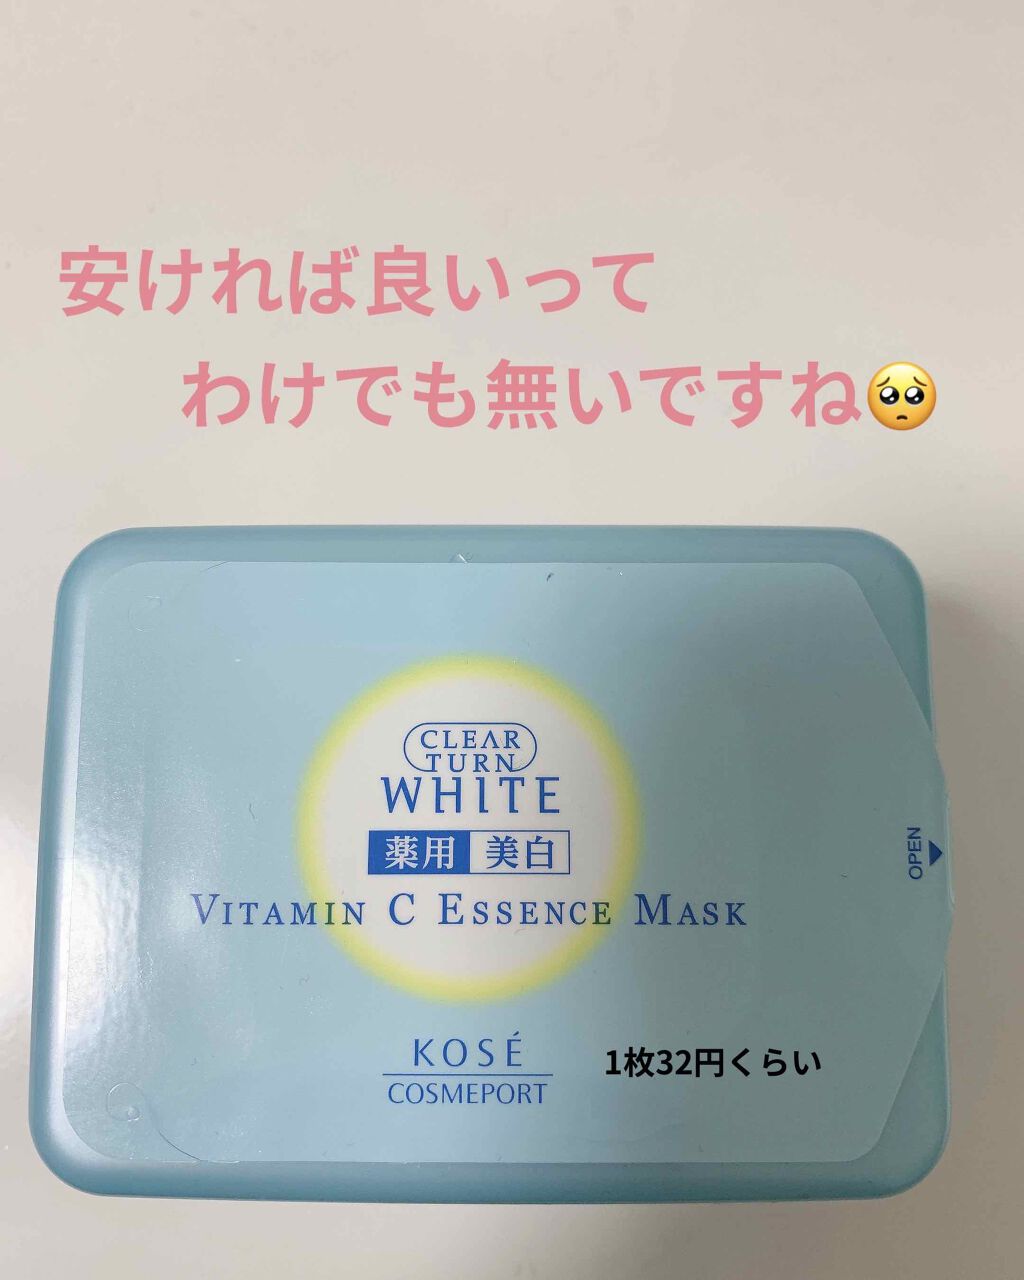 安ければ良いって
わけでも無いですね🥺
CLEAR
TURN
WHITE
薬用 美白
VITAMIN C ESSENCE MASK
OPEN
KOSÉ
COSMEPORT
1枚32円くらい